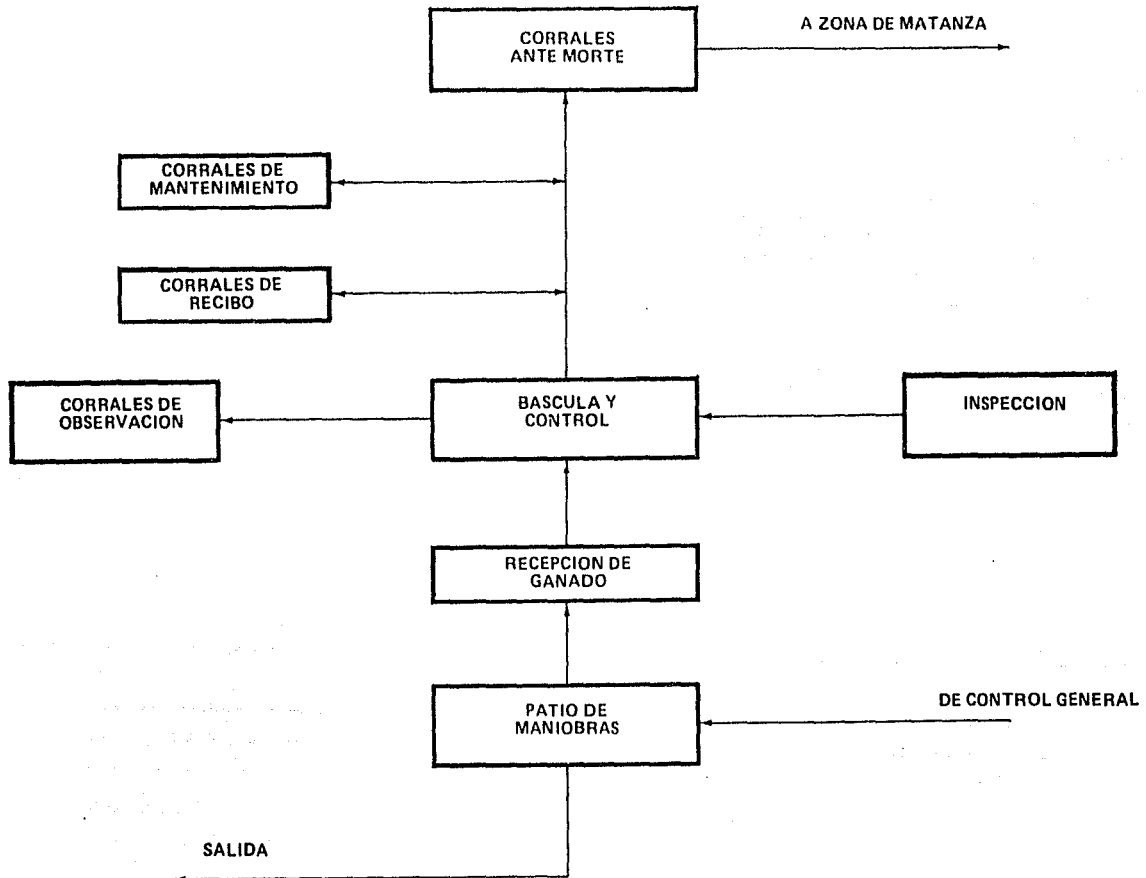 A ZONA DE MATANZA
CORRALES
ANTE MORTE
CORRALES DE
MANTENIMIENTO
CORRALES DE
RECIBO
CORRALES DE
OBSERVACION
BASCULA Y
CONTROL
INSPECCION
RECEPCION DE
GANADO
PATIO DE
MANIOBRAS
DE CONTROL GENERAL
SALIDA